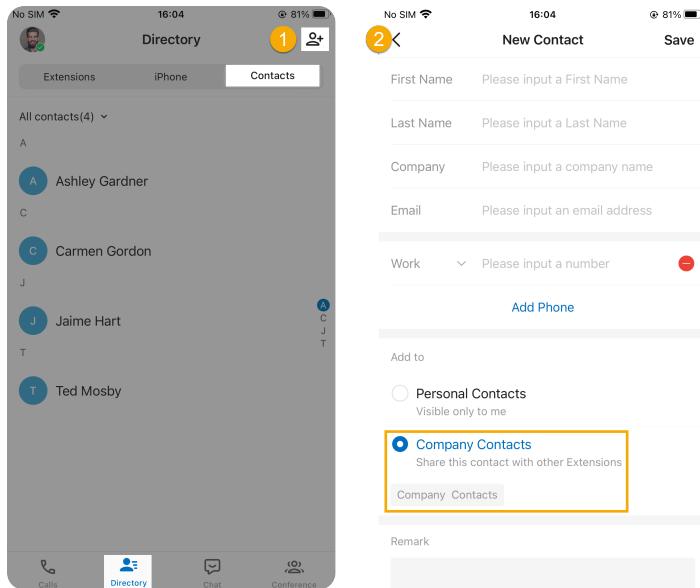 No SIM 16:04 81%
Directory
1
Extensions iPhone Contacts
All contacts(4)
A
A Ashley Gardner
C
C Carmen Gordon
J
J Jaime Hart
T
T Ted Mosby
A
C
J
T
Calls Directory Chat Conference
No SIM 16:04 81%
2 New Contact Save
First Name Please input a First Name
Last Name Please input a Last Name
Company Please input a company name
Email Please input an email address
Work Please input a number
Add Phone
Add to
Personal Contacts
Visible only to me
Company Contacts
Share this contact with other Extensions
Company Contacts
Remark